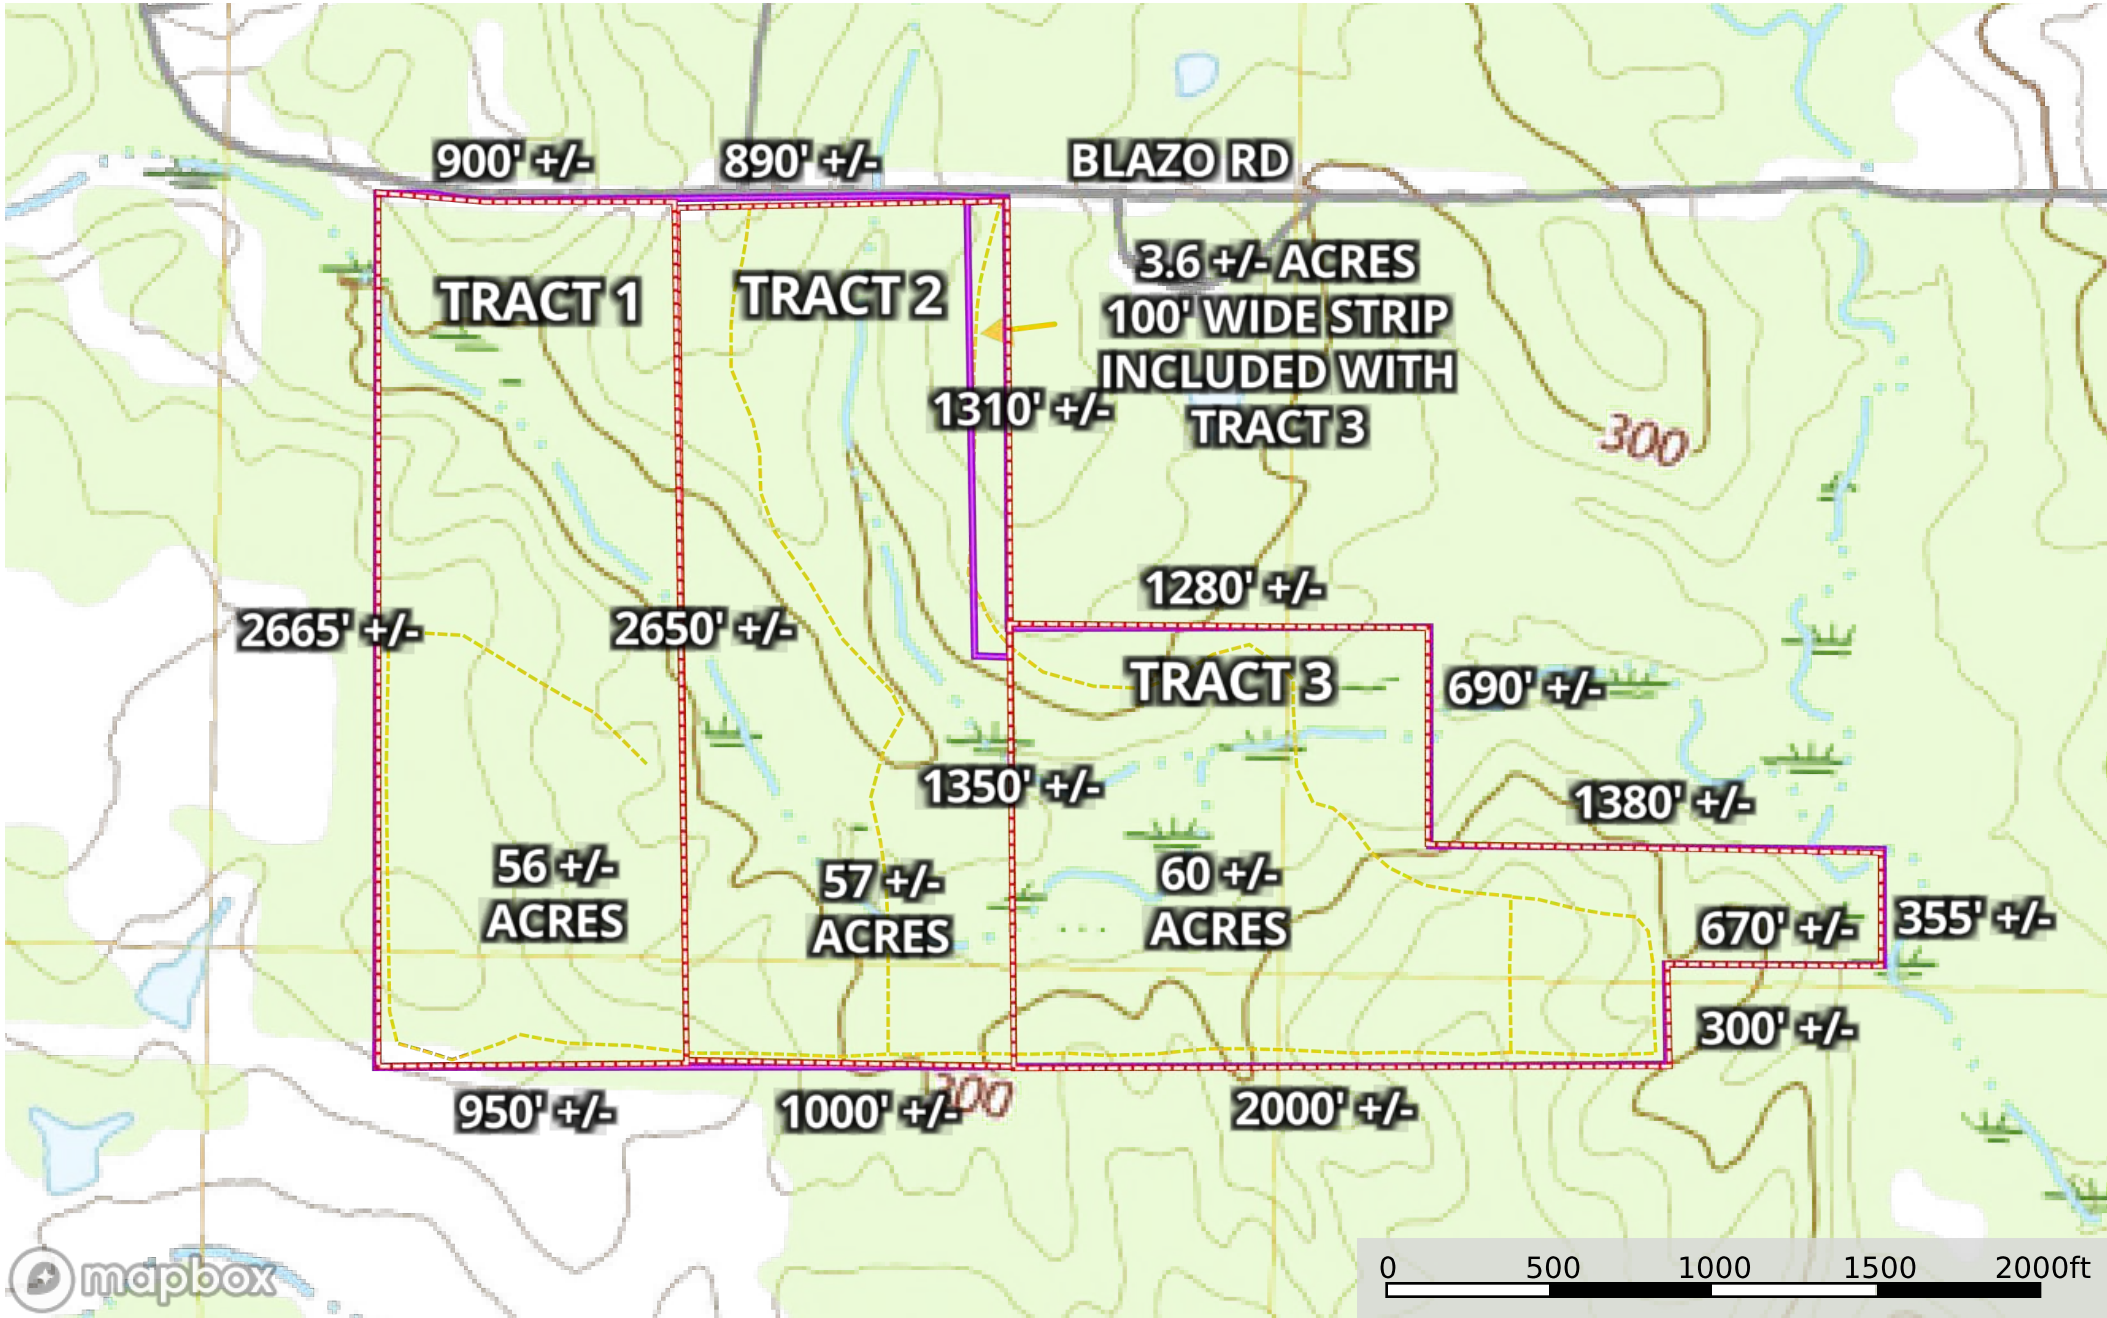 900' +/-
890' +/-
BLAZO RD
TRACT 1
TRACT 2
3.6 +/- ACRES
100' WIDE STRIP
INCLUDED WITH
TRACT 3
1310' +/-
300
1280' +/-
2665' +/-
2650' +/-
TRACT 3
690' +/-
1350' +/-
1380' +/-
56 +/-
ACRES
57 +/-
ACRES
60 +/-
ACRES
670' +/-
355' +/-
300' +/-
950' +/-
1000' +/-
300
2000' +/-
mapbox
0 500 1000 1500 2000ft